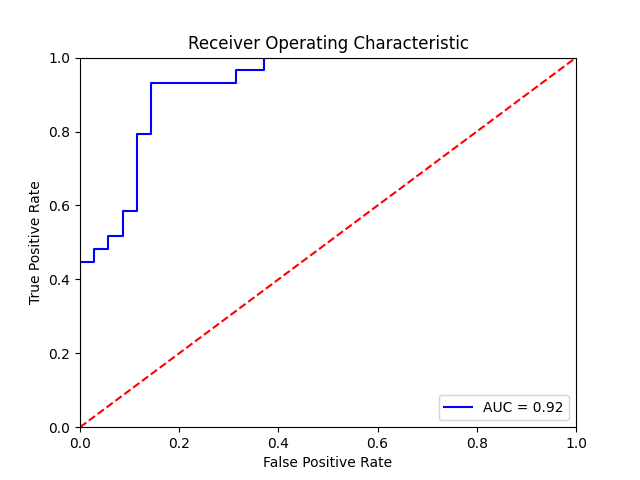 Receiver Operating Characteristic
True Positive Rate
1.0
0.8
0.6
0.4
0.2
0.0
AUC = 0.92
0.0 0.2 0.4 0.6 0.8 1.0
False Positive Rate